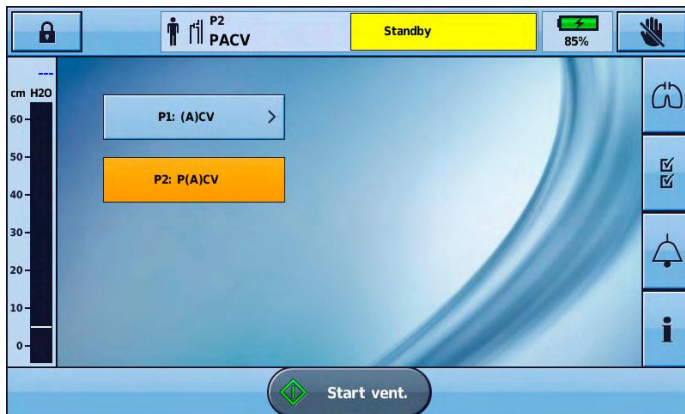 P2
PACV
Standby
85%
---
cm H2O
60
50
40
30
20
10
0
P1: (A)CV
P2: P(A)CV
i
Start vent.